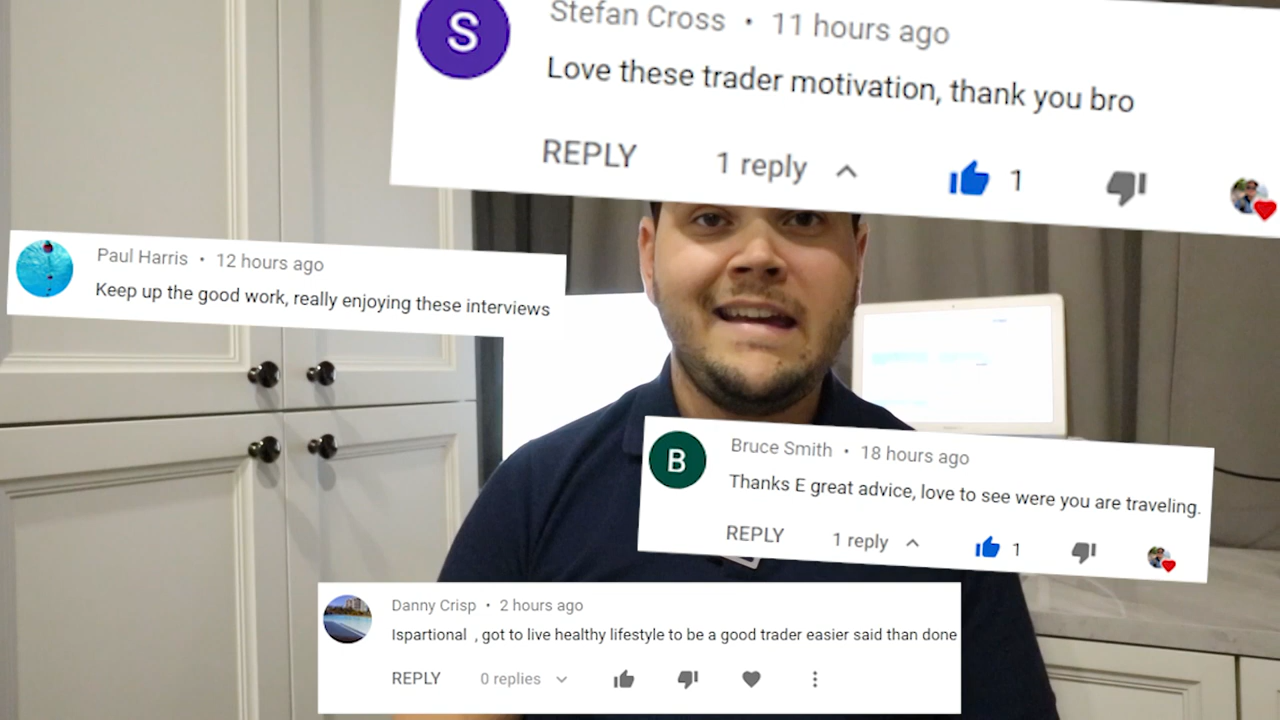 S
Stefan Cross • 11 hours ago
Love these trader motivation, thank you bro
REPLY 1 reply 1
Paul Harris • 12 hours ago
Keep up the good work, really enjoying these interviews
B
Bruce Smith • 18 hours ago
Thanks E great advice, love to see were you are traveling.
REPLY 1 reply 1
Danny Crisp • 2 hours ago
Ispartional , got to live healthy lifestyle to be a good trader easier said than done
REPLY 0 replies